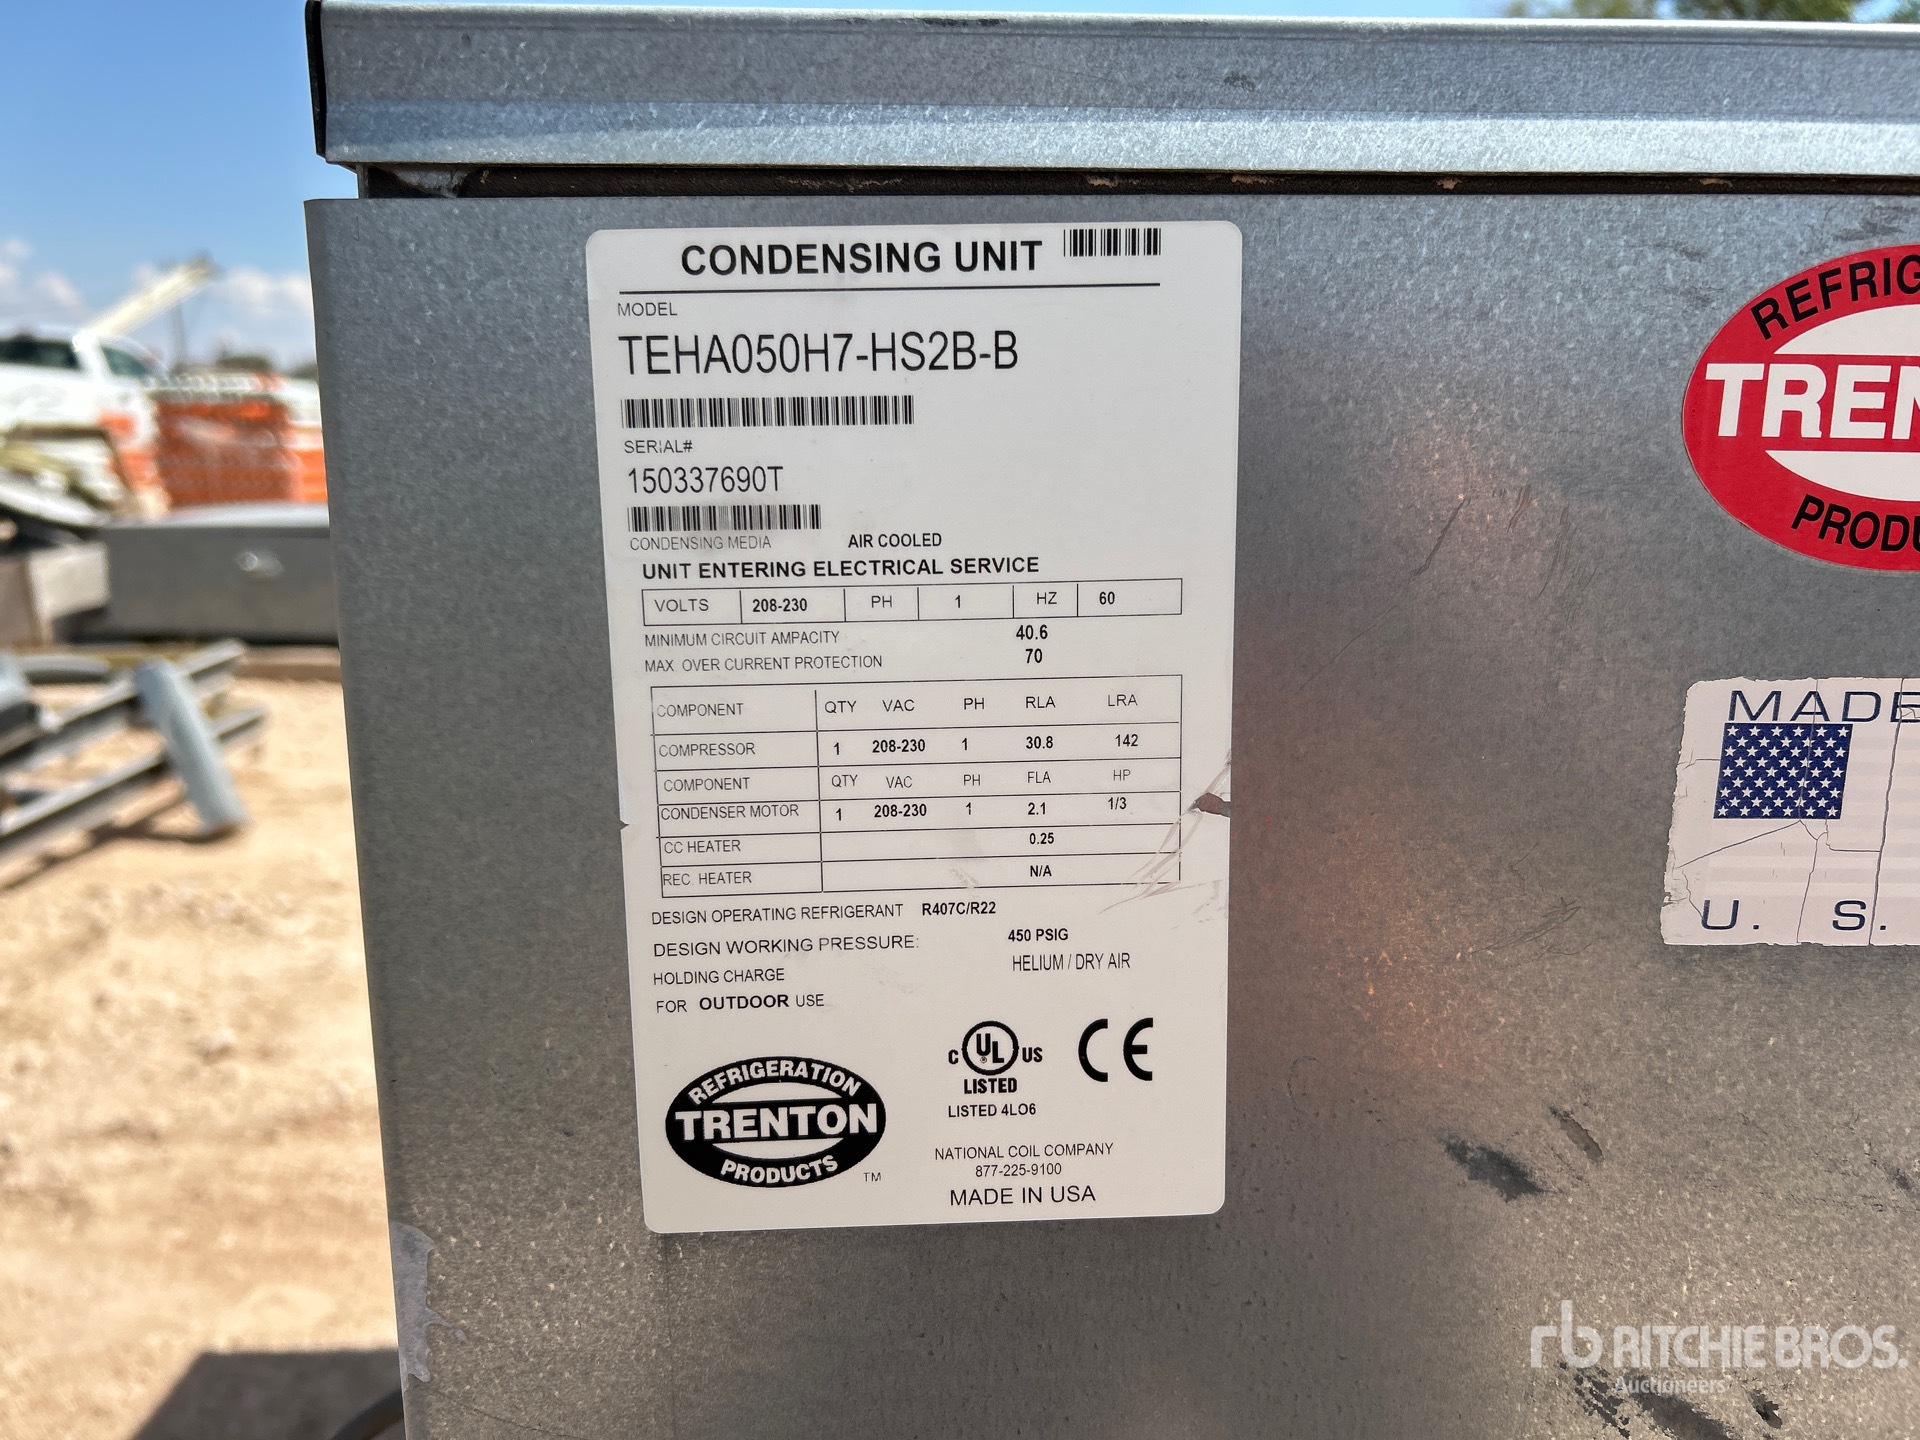 CONDENSING UNIT
MODEL
TEHA050H7-HS2B-B
SERIAL#
150337690T
CONDENSING MEDIA AIR COOLED
UNIT ENTERING ELECTRICAL SERVICE
VOLTS 208-230 PH 1 HZ 60
MINIMUM CIRCUIT AMPACITY 40.6
MAX OVER CURRENT PROTECTION 70
COMPONENT QTY VAC PH RLA LRA
COMPRESSOR 1 208-230 1 30.8 142
COMPONENT QTY VAC PH FLA HP
CONDENSER MOTOR 1 208-230 1 2.1 1/3
CC HEATER 0.25
REC. HEATER N/A
DESIGN OPERATING REFRIGERANT R407C/R22
DESIGN WORKING PRESSURE: 450 PSIG
HOLDING CHARGE HELIUM / DRY AIR
FOR OUTDOOR USE
REFRIGERATION
TRENTON
PRODUCTS
TM
C UL US
LISTED
LISTED 4LO6
CE
NATIONAL COIL COMPANY
877-225-9100
MADE IN USA
REFRIG
TREN
PRODU
MADE
U. S.
rb RITCHIE BROS.
Auctioneers